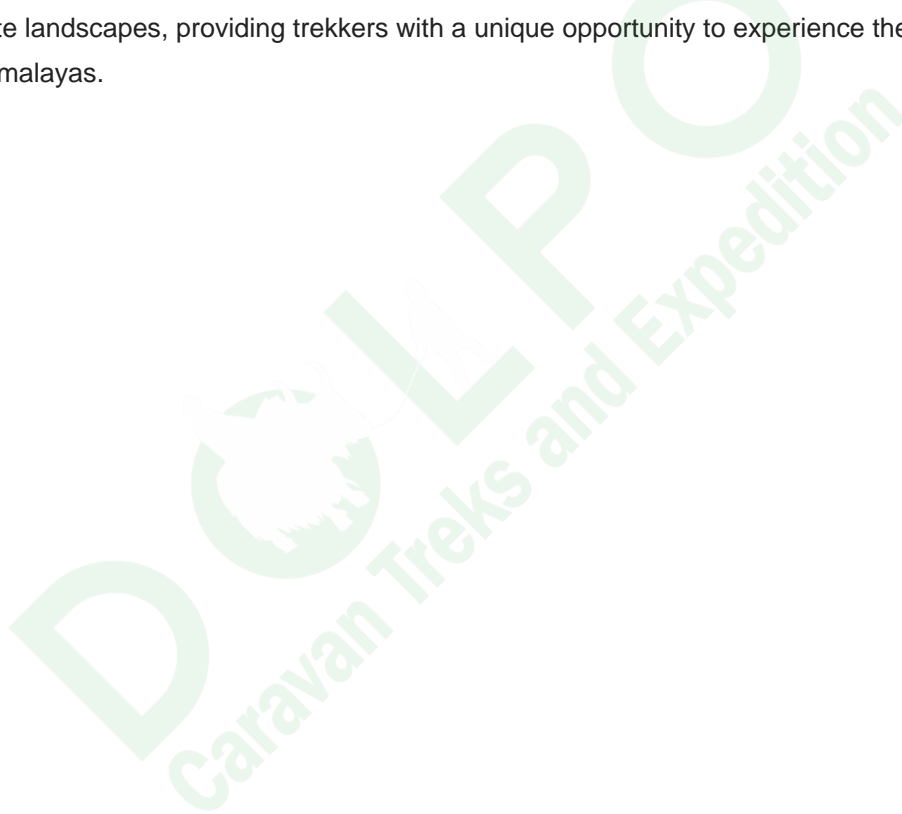 te landscapes, providing trekkers with a unique opportunity to experience the
malayas.
DOLPO
Caravan Treks and Expedition